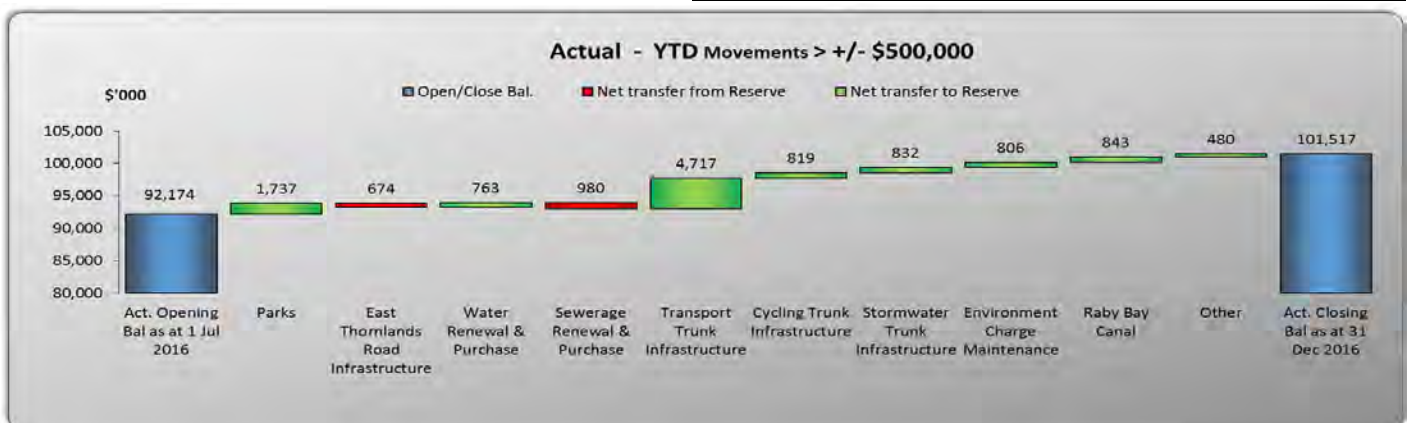 Actual - YTD Movements > +/- $500,000
$'000
Open/Close Bal. Net transfer from Reserve Net transfer to Reserve
105,000
100,000
95,000
90,000
85,000
80,000
92,174
1,737
674
763
980
4,717
819
832
806
843
480
101,517
Act. Opening
Bal as at 1 Jul
2016
Parks
East
Thornlands
Road
Infrastructure
Water
Renewal &
Purchase
Sewerage
Renewal &
Purchase
Transport
Trunk
Infrastructure
Cycling Trunk
Infrastructure
Stormwater
Trunk
Infrastructure
Environment
Charge
Maintenance
Raby Bay
Canal
Other
Act. Closing
Bal as at 31
Dec 2016